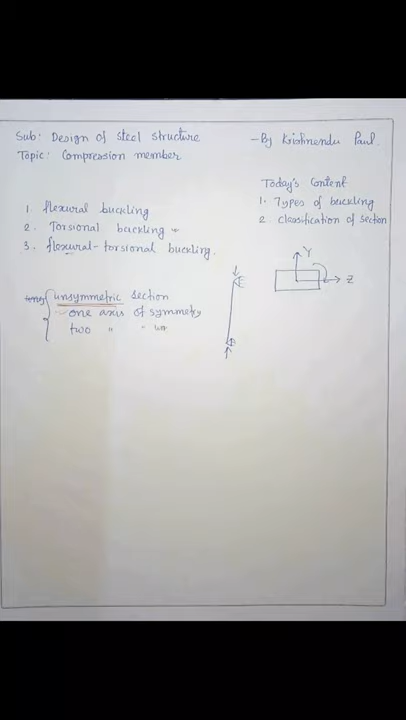 Sub: Design of steel structure
- By Krishnendu Paul.
Topic: Compression member
Today's Content
1. Types of buckling
2. Classification of section
1. flexural buckling
2. Torsional buckling
3. flexural-torsional buckling.
unsymmetric section
one axis of symmetry
two " "
Y
Z